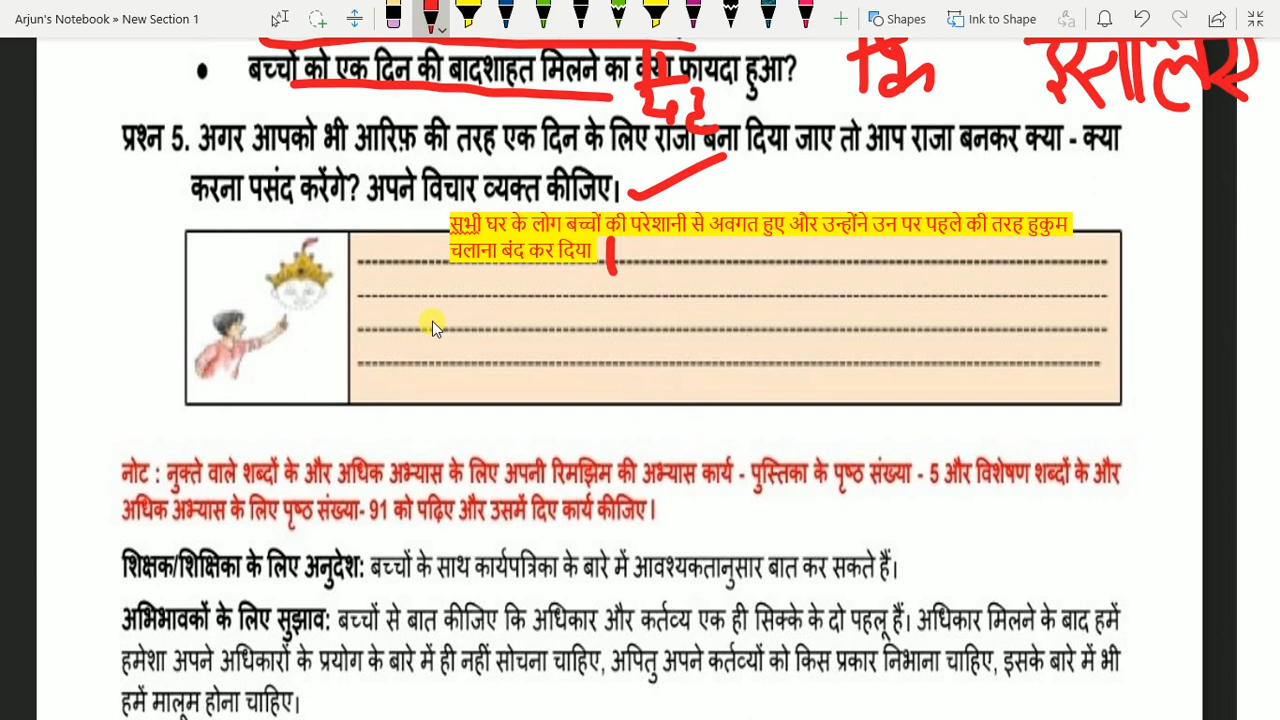 Arjun's Notebook » New Section 1
Shapes
Ink to Shape
• बच्चों को एक दिन की बादशाहत मिलने का क्या फायदा हुआ?
कि इसलिए
प्रश्न 5. अगर आपको भी आरिफ़ की तरह एक दिन के लिए राजा बना दिया जाए तो आप राजा बनकर क्या - क्या
करना पसंद करेंगे? अपने विचार व्यक्त कीजिए।
सभी घर के लोग बच्चों की परेशानी से अवगत हुए और उन्होंने उन पर पहले की तरह हुकुम
चलाना बंद कर दिया ।
नोट : नुक्ते वाले शब्दों के और अधिक अभ्यास के लिए अपनी रिमझिम की अभ्यास कार्य - पुस्तिका के पृष्ठ संख्या - 5 और विशेषण शब्दों के और
अधिक अभ्यास के लिए पृष्ठ संख्या- 91 को पढ़िए और उसमें दिए कार्य कीजिए।
शिक्षक/शिक्षिका के लिए अनुदेश: बच्चों के साथ कार्यपत्रिका के बारे में आवश्यकतानुसार बात कर सकते हैं।
अभिभावकों के लिए सुझाव: बच्चों से बात कीजिए कि अधिकार और कर्तव्य एक ही सिक्के के दो पहलू हैं। अधिकार मिलने के बाद हमें
हमेशा अपने अधिकारों के प्रयोग के बारे में ही नहीं सोचना चाहिए, अपितु अपने कर्तव्यों को किस प्रकार निभाना चाहिए, इसके बारे में भी
हमें मालूम होना चाहिए।